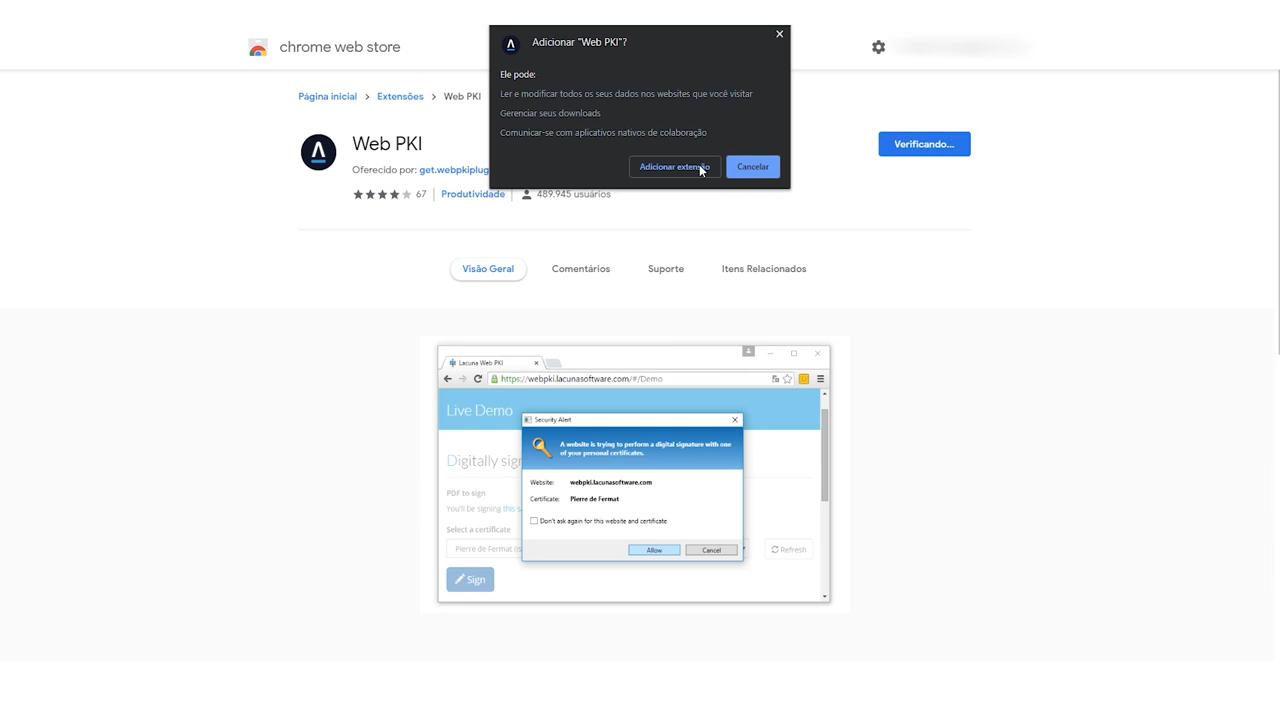 chrome web store
Adicionar "Web PKI"?
Ele pode:
Ler e modificar todos os seus dados nos websites que você visitar
Gerenciar seus downloads
Comunicar-se com aplicativos nativos de colaboração
Adicionar extensão
Cancelar
Página inicial
Extensões
Web PKI
Web PKI
Verificando...
Oferecido por: get.webpkiplug
67
Produtividade
489.945 usuários
Visão Geral
Comentários
Suporte
Itens Relacionados
Lacuna Web PKI
https://webpki.lacunasoftware.com/#/Demo
Live Demo
Security Alert
A website is trying to perform a digital signature with one
of your personal certificates.
Digitally sig
Website: webpki.lacunasoftware.com
PDF to sign
Certificate: Pierre de Fermat
You'll be signing this s
Don't ask again for this website and certificate
Select a certificate
Pierre de Fermat (is
Allow
Cancel
Refresh
Sign